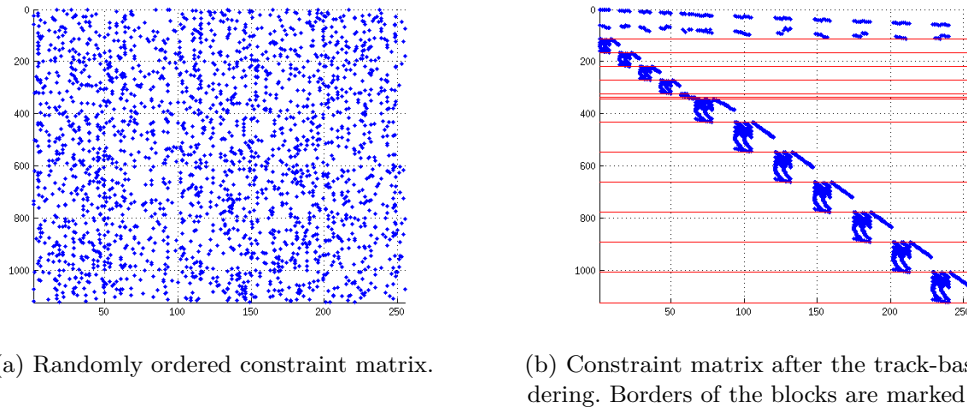 0
200
400
600
800
1000
50 100 150 200 250
0
200
400
600
800
1000
50 100 150 200 250
a) Randomly ordered constraint matrix.
(b) Constraint matrix after the track-bas
dering. Borders of the blocks are marked